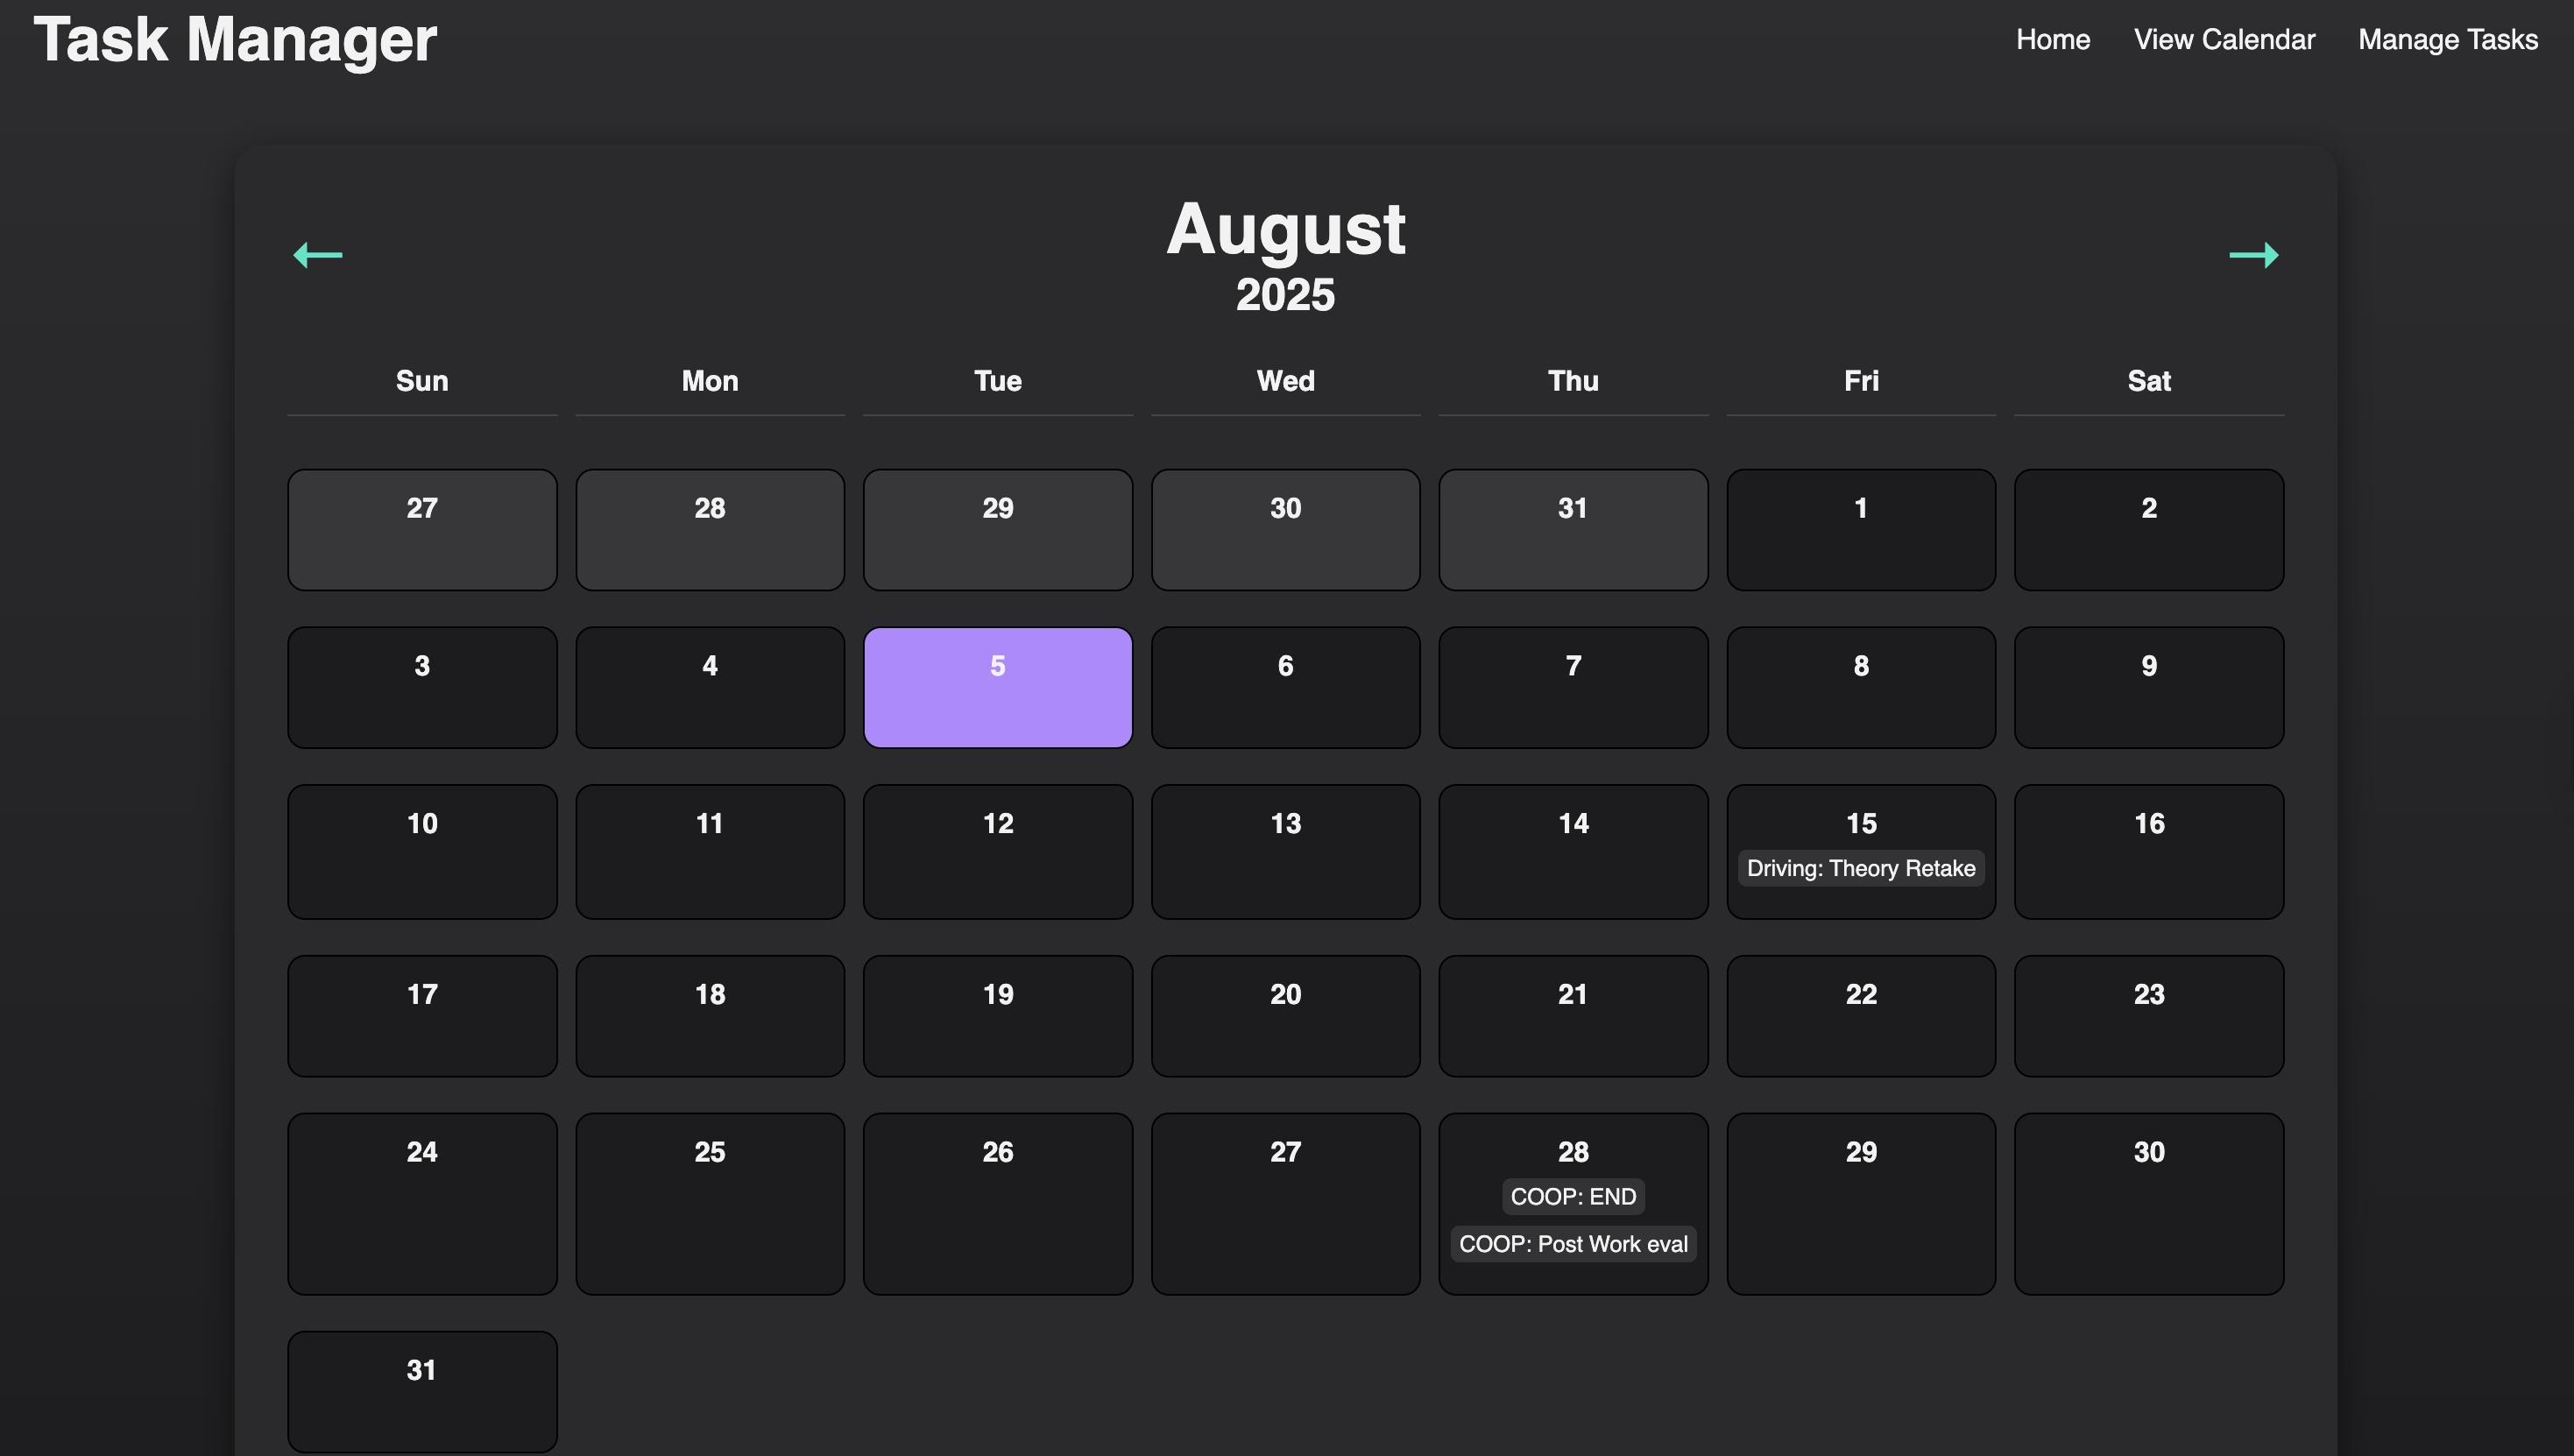 Task Manager
Home View Calendar Manage Tasks
August
2025
Sun Mon Tue Wed Thu Fri Sat
27 28 29 30 31 1 2
3 4 5 6 7 8 9
10 11 12 13 14 15 16
Driving: Theory Retake
17 18 19 20 21 22 23
24 25 26 27 28 29 30
COOP: END
COOP: Post Work eval
31